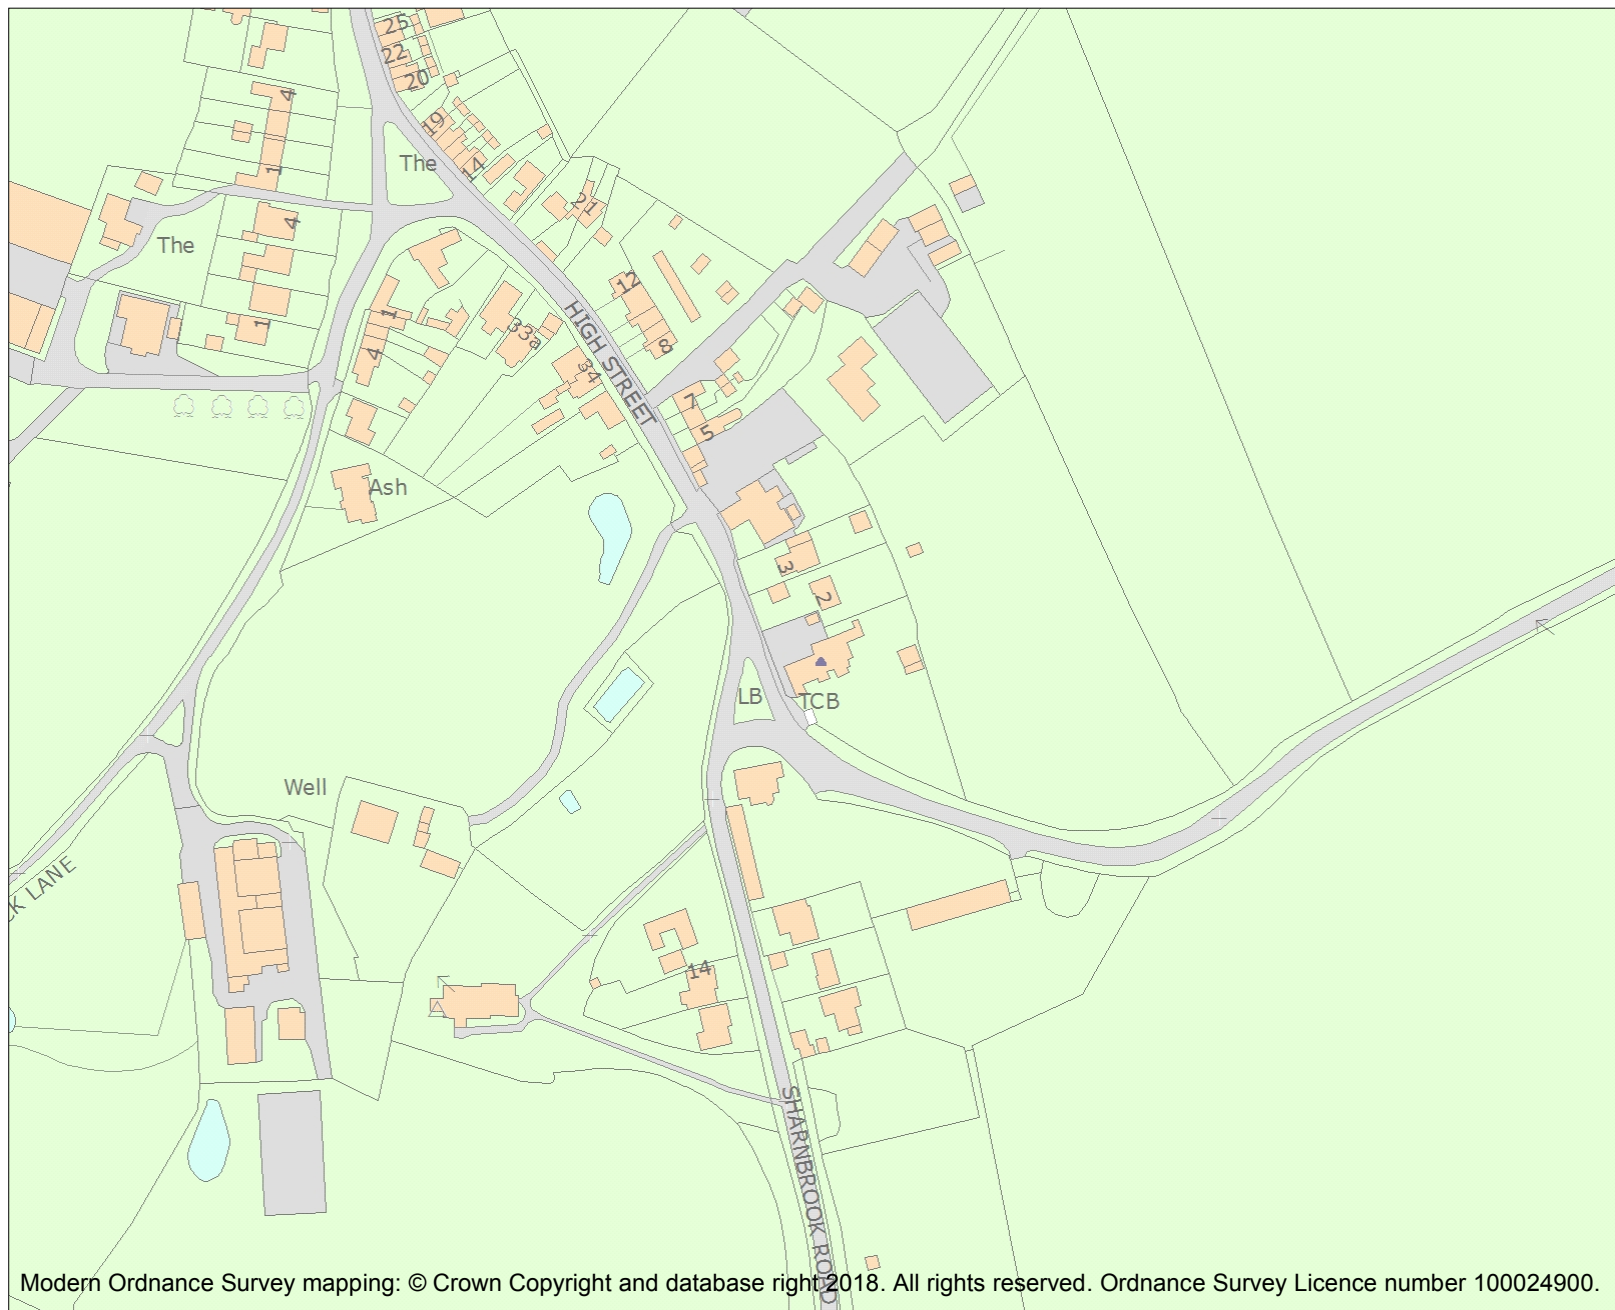 25
22
20
4
19
The
14
1
21
4
The
12
HIGH STREET
1
33a
1
4
8
34
7
5
Ash
3
2
LB
TCB
Well
CK LANE
14
SHARNBROOK ROAD
Modern Ordnance Survey mapping: © Crown Copyright and database right 2018. All rights reserved. Ordnance Survey Licence number 100024900.